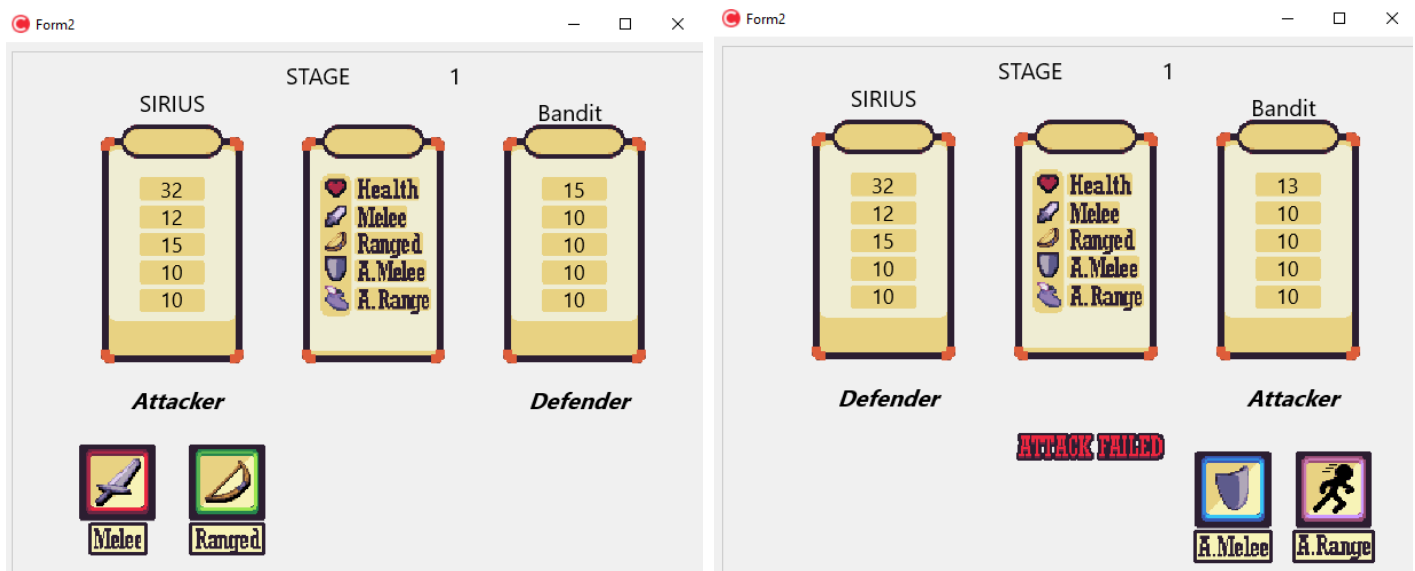 Form2
STAGE 1
SIRIUS
Bandit
32
12
15
10
10
Health
Melee
Ranged
A.Melee
A.Range
15
10
10
10
10
Attacker
Defender
Melee
Ranged
Form2
STAGE 1
SIRIUS
Bandit
32
12
15
10
10
Health
Melee
Ranged
A.Melee
A.Range
13
10
10
10
10
Defender
Attacker
ATTACK FAILED
A.Melee
A.Range